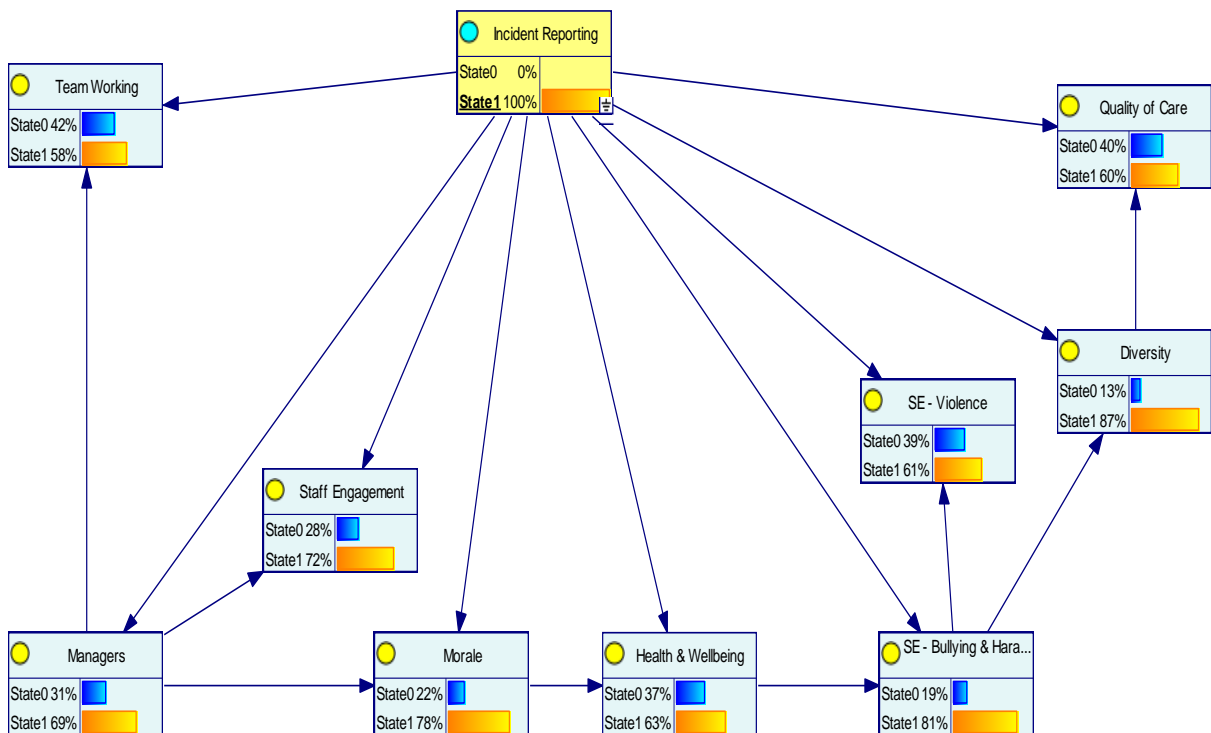 Incident Reporting
State0 0%
State1 100%
Team Working
State0 42%
State1 58%
Quality of Care
State0 40%
State1 60%
Diversity
State0 13%
State1 87%
SE - Violence
State0 39%
State1 61%
Staff Engagement
State0 28%
State1 72%
Managers
State0 31%
State1 69%
Morale
State0 22%
State1 78%
Health & Wellbeing
State0 37%
State1 63%
SE - Bullying & Hara...
State0 19%
State1 81%